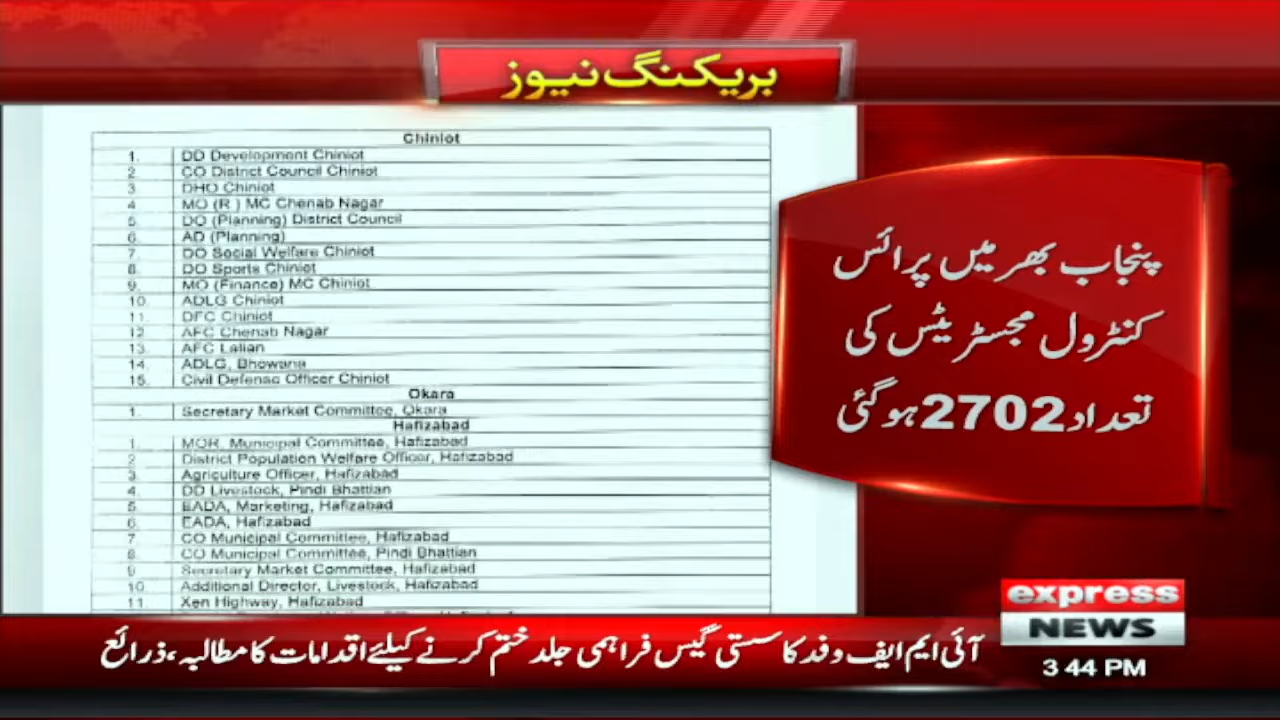 بریکنگ نیوز
Chiniot
1. DD Development Chiniot
2 CO District Council Chiniot
3 DHO Chiniot
4 MO (R ) MC Chenab Nagar
5. DO (Planning) District Council
6. AD (Planning)
7. DO Social Welfare Chiniot
8. DO Sports Chiniot
9. MO (Finance) MC Chiniot
10. ADLG Chiniot
11. DFC Chiniot
12. AFC Chenab Nagar
13. AFC Lalian
14. ADLG, Bhowana
15. Civil Defense Officer Chiniot
Okara
1. Secretary Market Committee, Okara
Hafizabad
1. MOR, Municipal Committee, Hafizabad
2 District Population Welfare Officer, Hafizabad
3. Agriculture Officer, Hafizabad
4. DD Livestock, Pindi Bhattian
5. EADA, Marketing, Hafizabad
6. EADA, Hafizabad
7 CO Municipal Committee, Hafizabad
8 CO Municipal Committee, Pindi Bhattian
9 Secretary Market Committee, Hafizabad
10 Additional Director, Livestock, Hafizabad
11 Xen Highway, Hafizabad
پنجاب بھر میں پرائس
کنٹرول مجسٹریٹس کی
تعداد 2702 ہوگئی
express
NEWS
آئی ایم ایف وفد کا سستی گیس فراہمی جلد ختم کرنے کیلئے اقدامات کا مطالبہ، ذرائع
3:44 PM